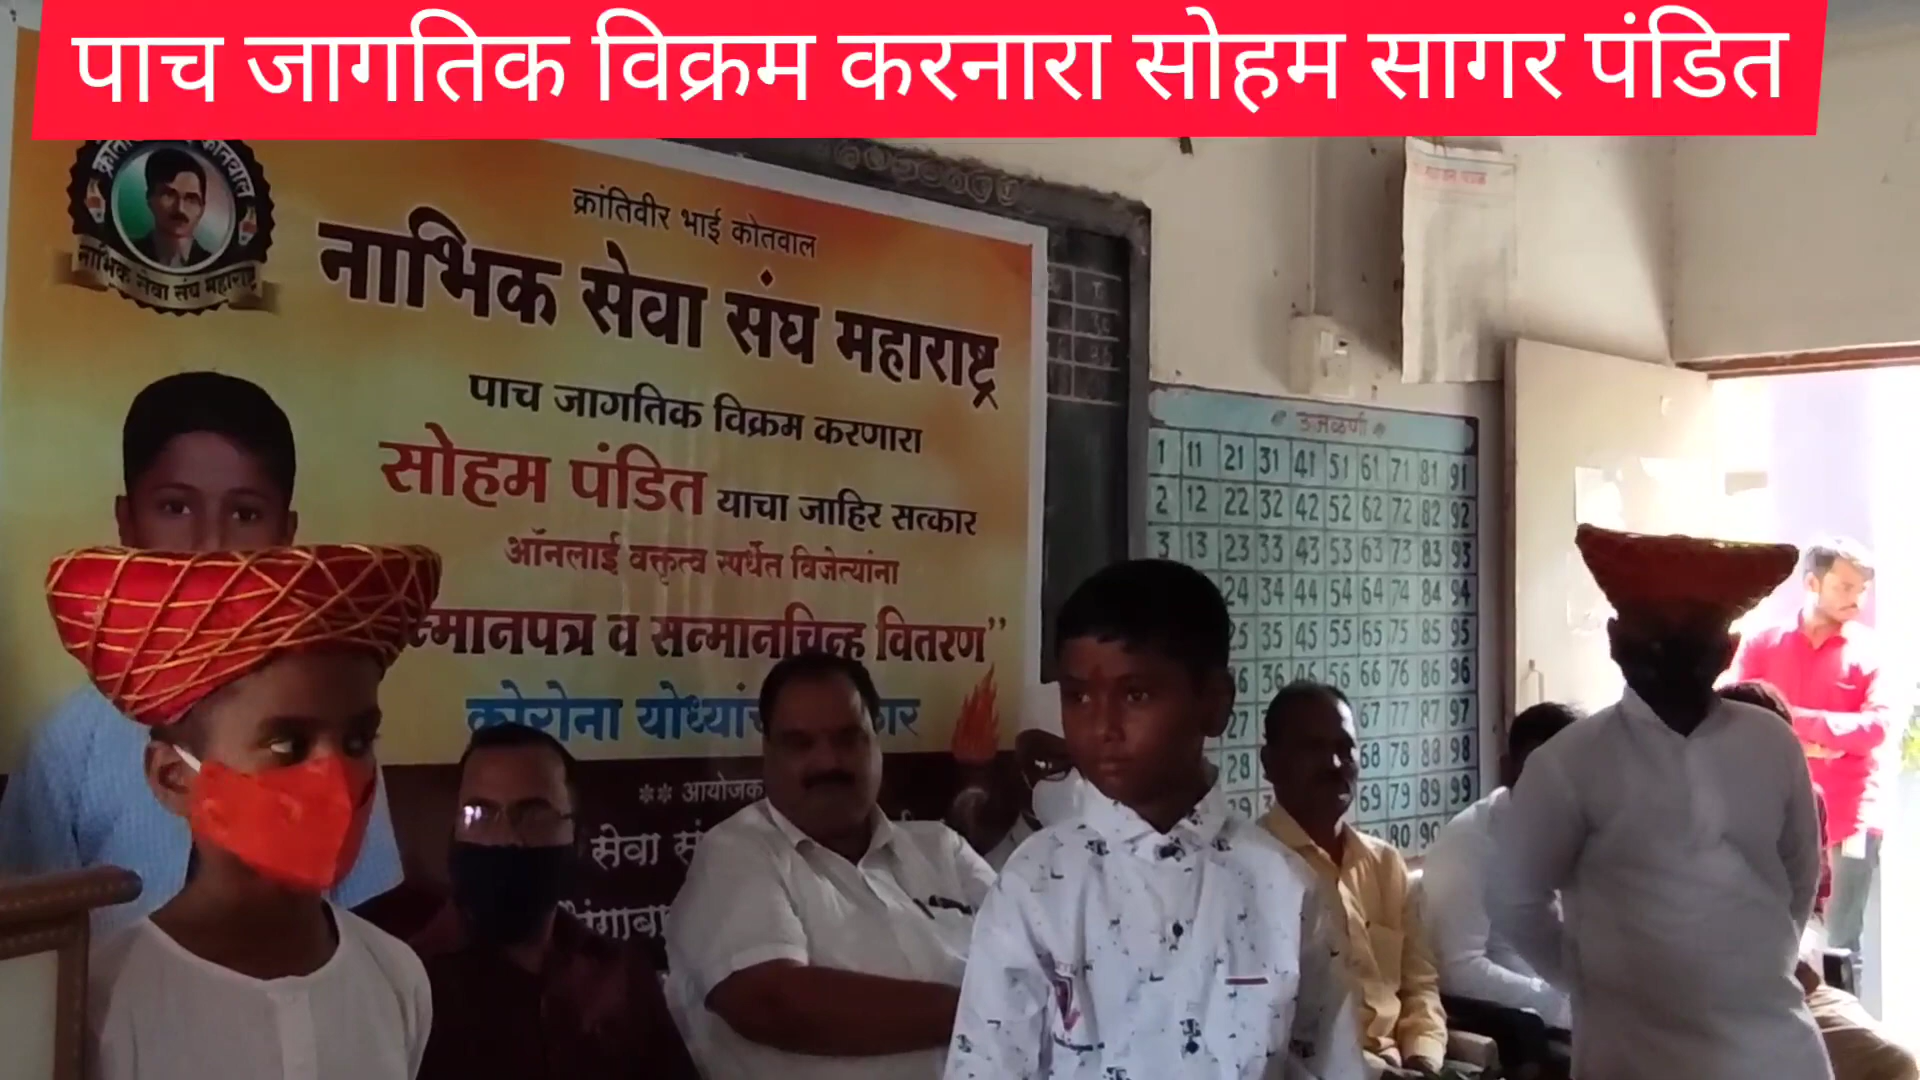 पाच जागतिक विक्रम करनारा सोहम सागर पंडित
क्रांतिवीर भाई कोतवाल
नाभिक सेवा संघ महाराष्ट्र
नाभिक सेवा संघ महाराष्ट्र
पाच जागतिक विक्रम करणारा
सोहम पंडित याचा जाहिर सत्कार
ऑनलाई वक्तृत्व स्पर्धेत विजेत्यांना
न्मानपत्र व सन्मानचिन्ह वितरण”
कोरोना योध्यांच
** आयोजक
सेवा सं
उजळणी
1 11 21 31 41 51 61 71 81 91
2 12 22 32 42 52 62 72 82 92
3 13 23 33 43 53 63 73 83 93
24 34 44 54 64 74 84 94
25 35 45 55 65 75 85 95
36 46 56 66 76 86 96
27 67 77 87 97
28 68 78 88 98
69 79 89 99
80 90